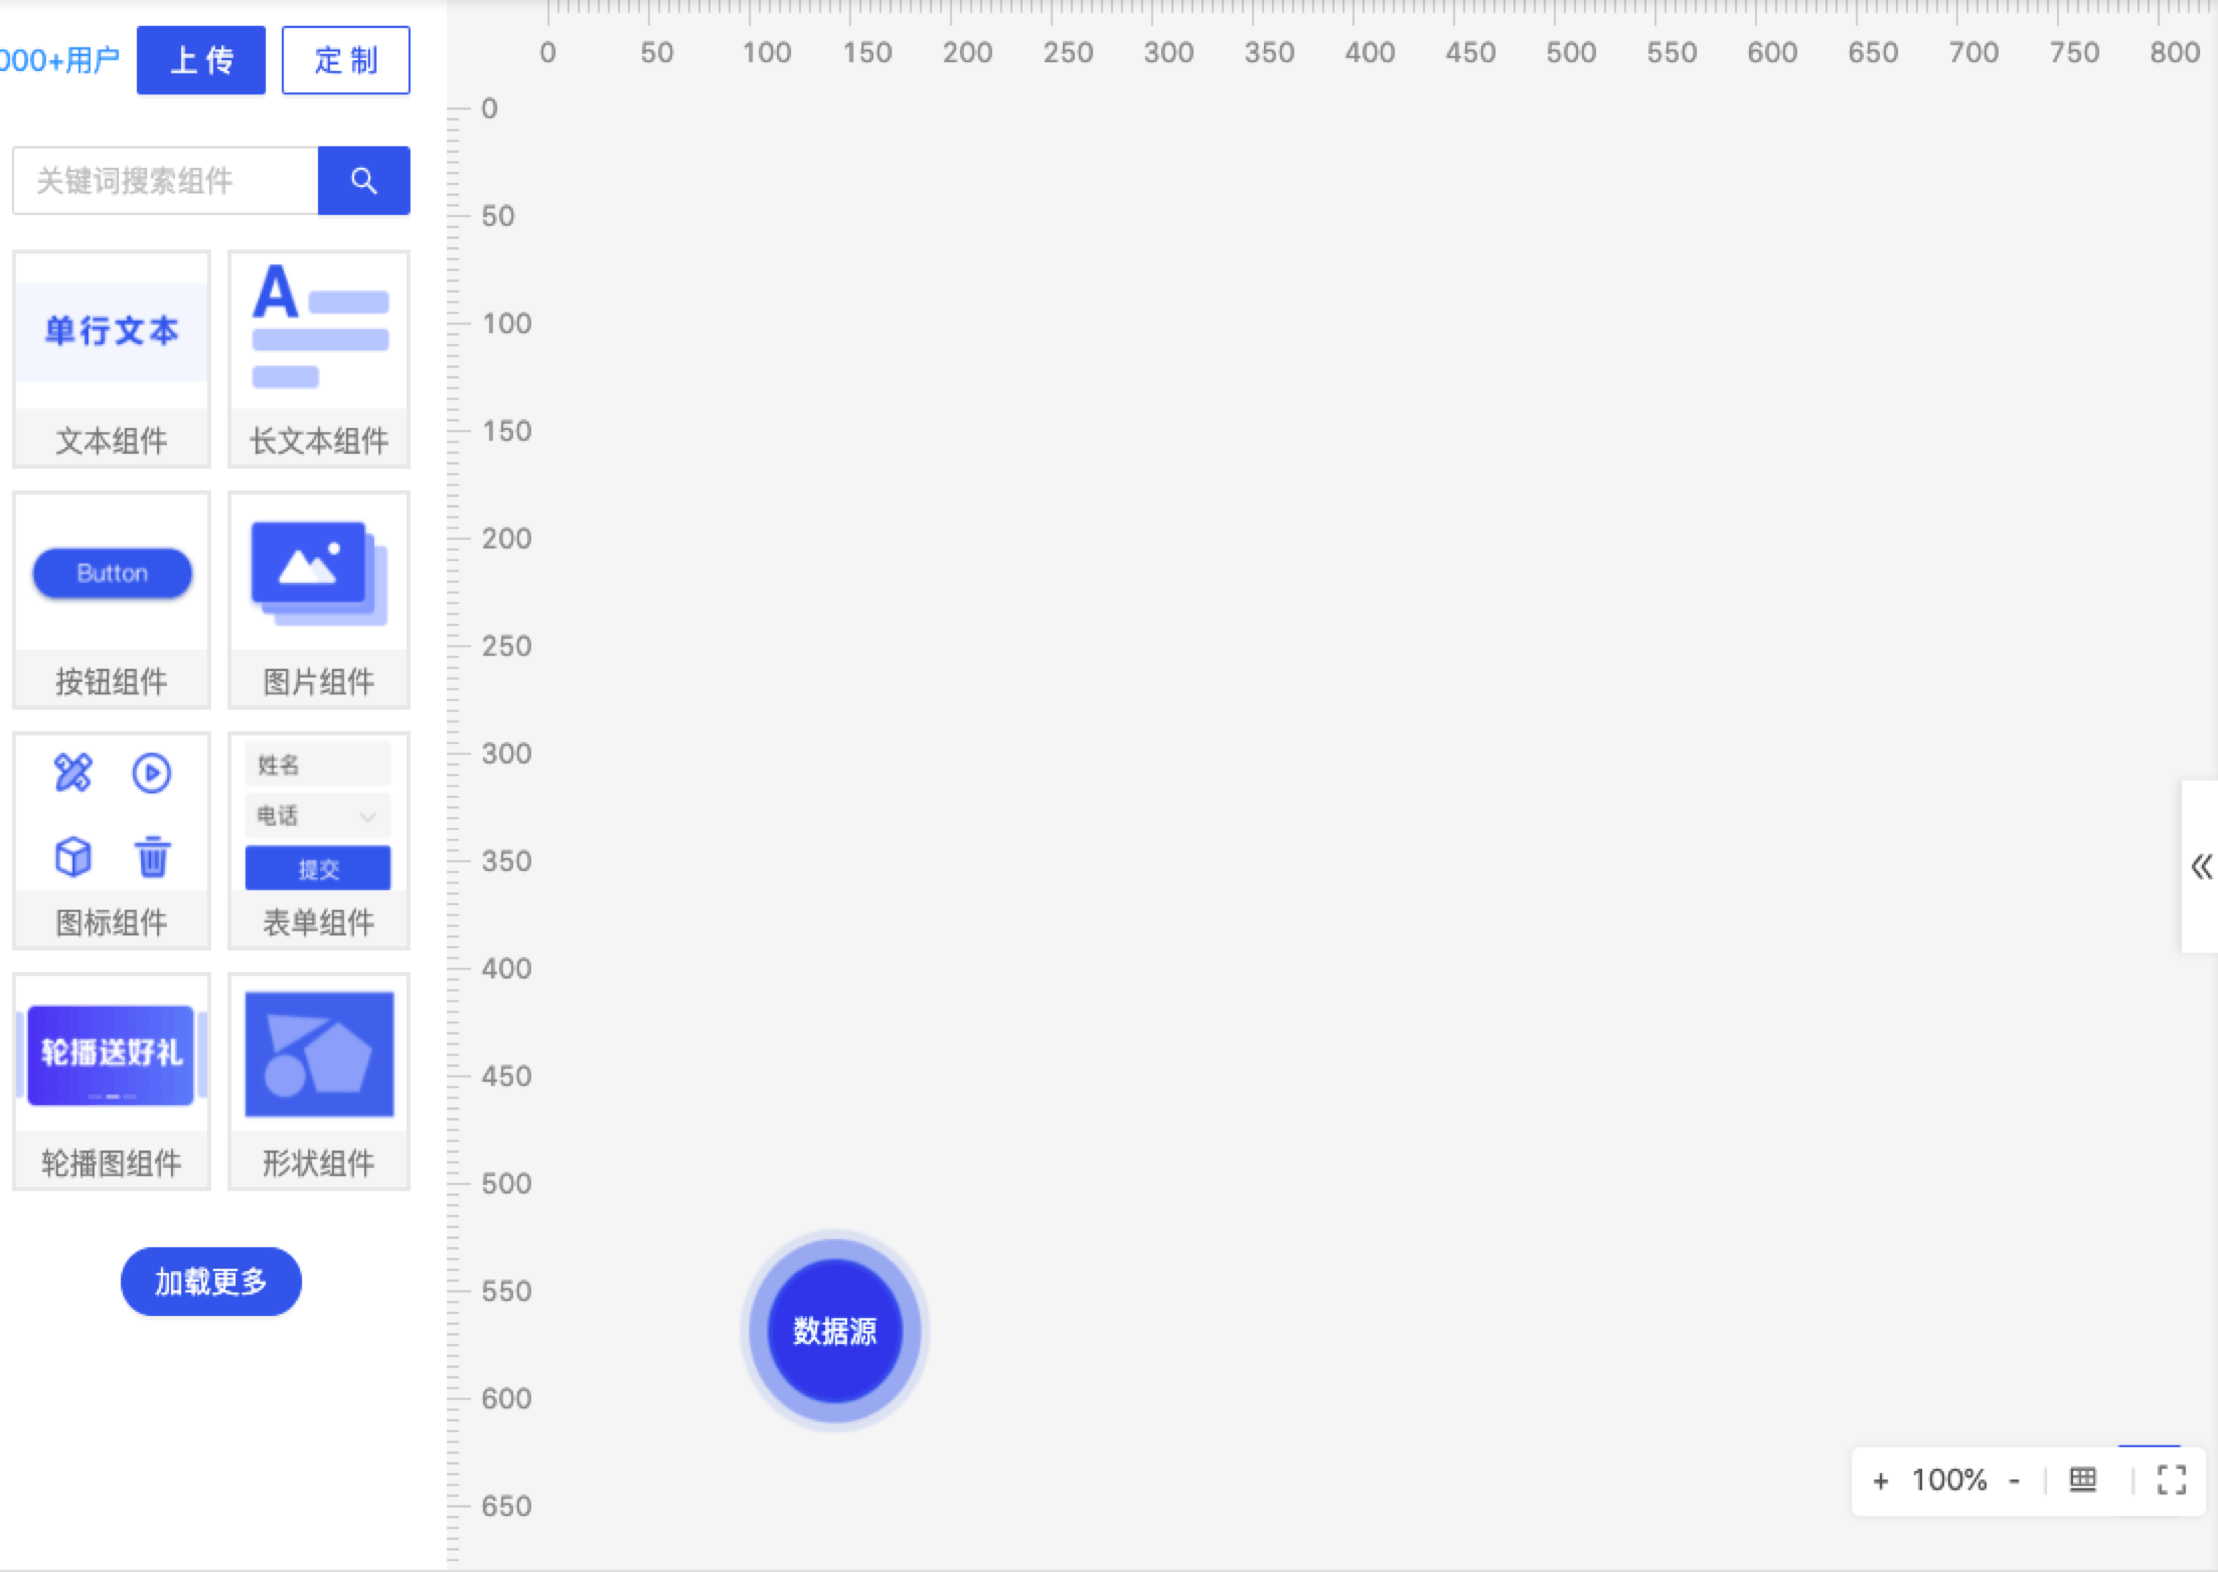 000+用户 上传 定制
关键词搜索组件
单行文本
A
文本组件 长文本组件
Button
按钮组件 图片组件
姓名
电话
提交
图标组件 表单组件
轮播送好礼
轮播图组件 形状组件
加载更多
0 50 100 150 200 250 300 350 400 450 500 550 600 650 700 750 800
0
50
100
150
200
250
300
350
400
450
500
550
600
650
数据源
+ 100% -